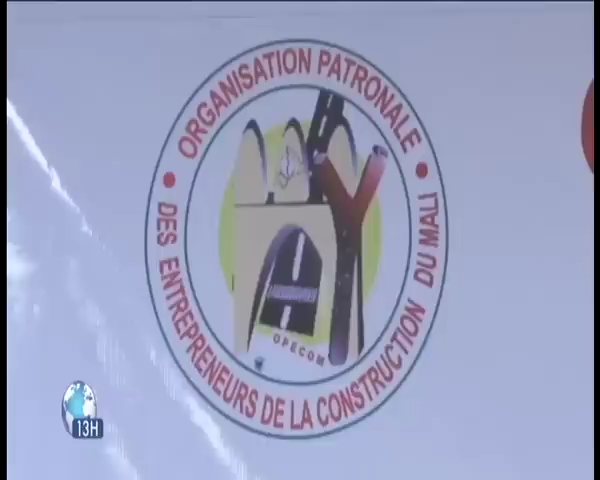 ORGANISATION PATRONALE
DES ENTREPRENEURS DE LA CONSTRUCTION DU MALI
OPECOM
13H